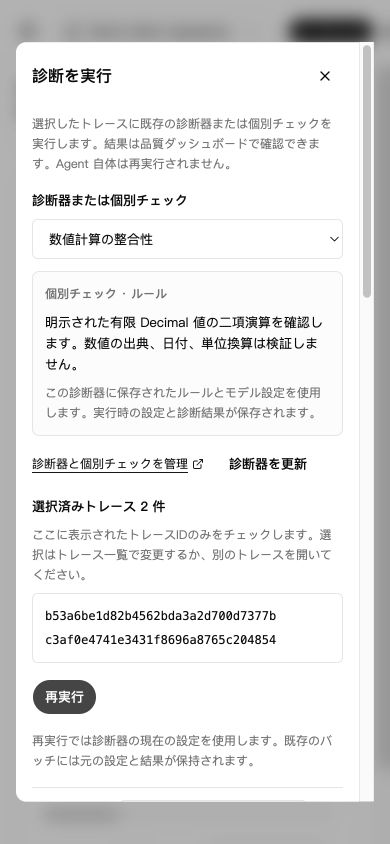 診断を実行
選択したトレースに既存の診断器または個別チェックを
実行します。結果は品質ダッシュボードで確認できま
す。Agent 自体は再実行されません。
診断器または個別チェック
数値計算の整合性
個別チェック · ルール
明示された有限 Decimal 値の二項演算を確認し
ます。数値の出典、日付、単位換算は検証しま
せん。
この診断器に保存されたルールとモデル設定を使用
します。実行時の設定と診断結果が保存されます。
診断器と個別チェックを管理 診断器を更新
選択済みトレース 2 件
ここに表示されたトレースIDのみをチェックします。選
択はトレース一覧で変更するか、別のトレースを開いて
ください。
b53a6be1d82b4562bda3a2d700d7377b
c3af0e4741e3431f8696a8765c204854
再実行
再実行では診断器の現在の設定を使用します。既存のバ
ッチには元の設定と結果が保持されます。